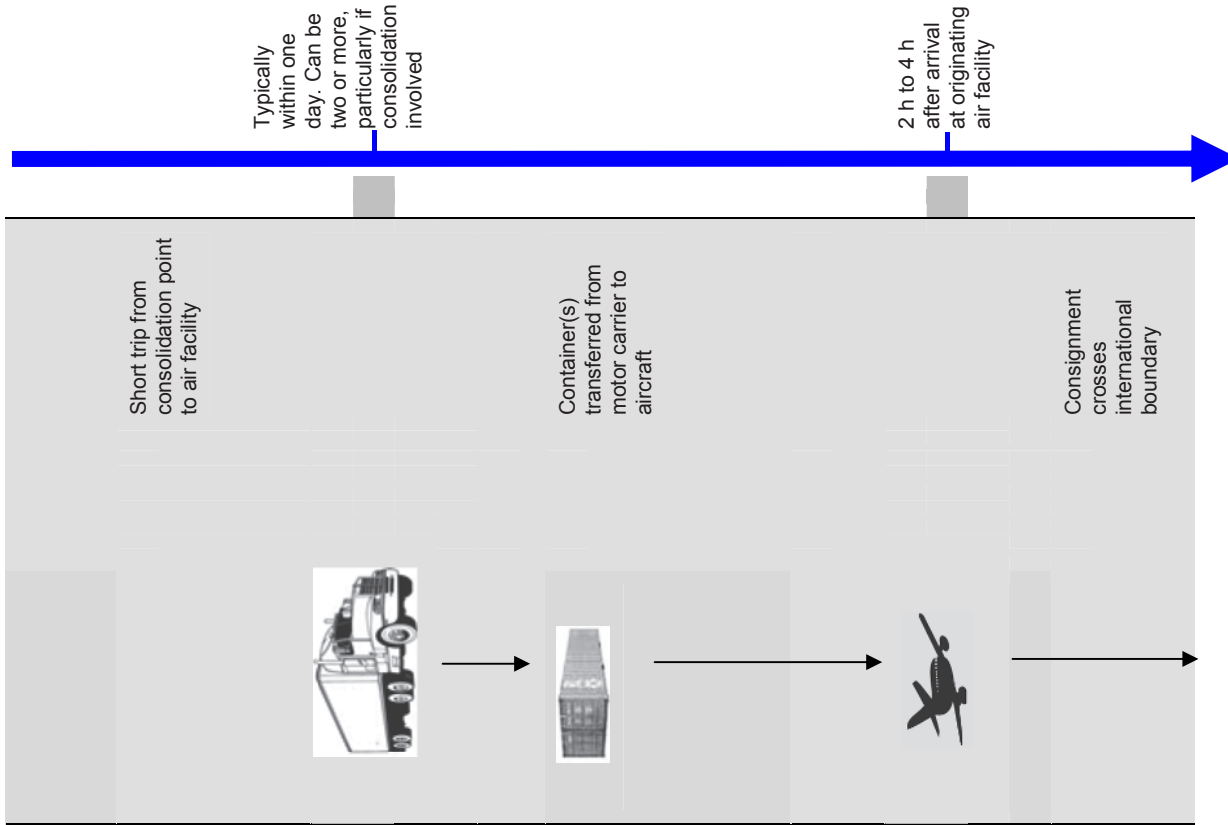 Typically
within one
day. Can be
two or more,
particularly if
consolidation
involved
2 h to 4 h
after arrival
at originating
air facility
Short trip from
consolidation point
to air facility
Container(s)
transferred from
motor carrier to
aircraft
Consignment
crosses
international
boundary